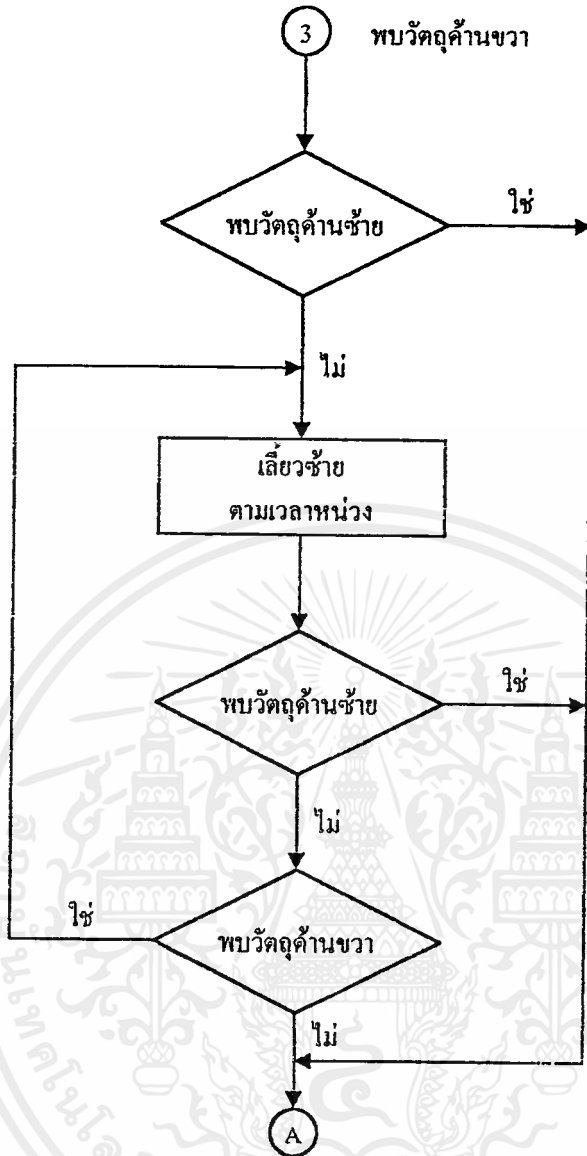 3 พบวัตถุด้านขวา
พบวัตถุด้านซ้าย
ใช่
ไม่
เลี้ยวซ้าย
ตามเวลาหน่วง
พบวัตถุด้านซ้าย
ใช่
ไม่
พบวัตถุด้านขวา
ใช่
ไม่
A